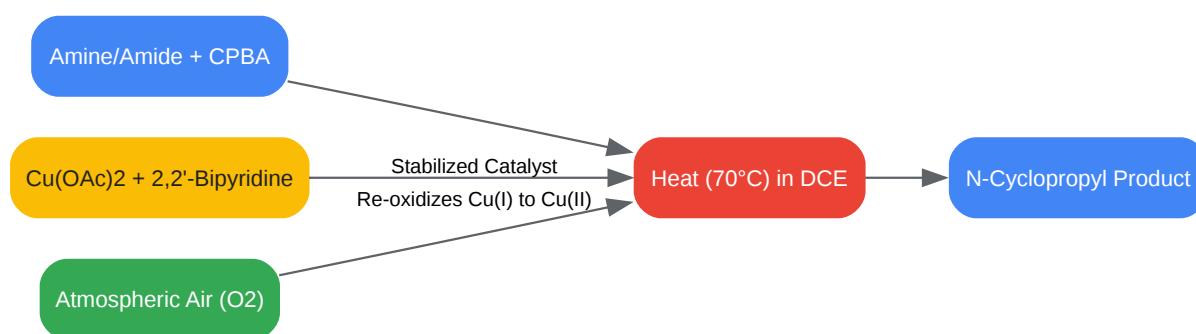 Amine/Amide + CPBA
Cu(OAc)2 + 2,2'-Bipyridine
Stabilized Catalyst
Re-oxidizes Cu(I) to Cu(II)
Heat (70°C) in DCE
N-Cyclopropyl Product
Atmospheric Air (O2)